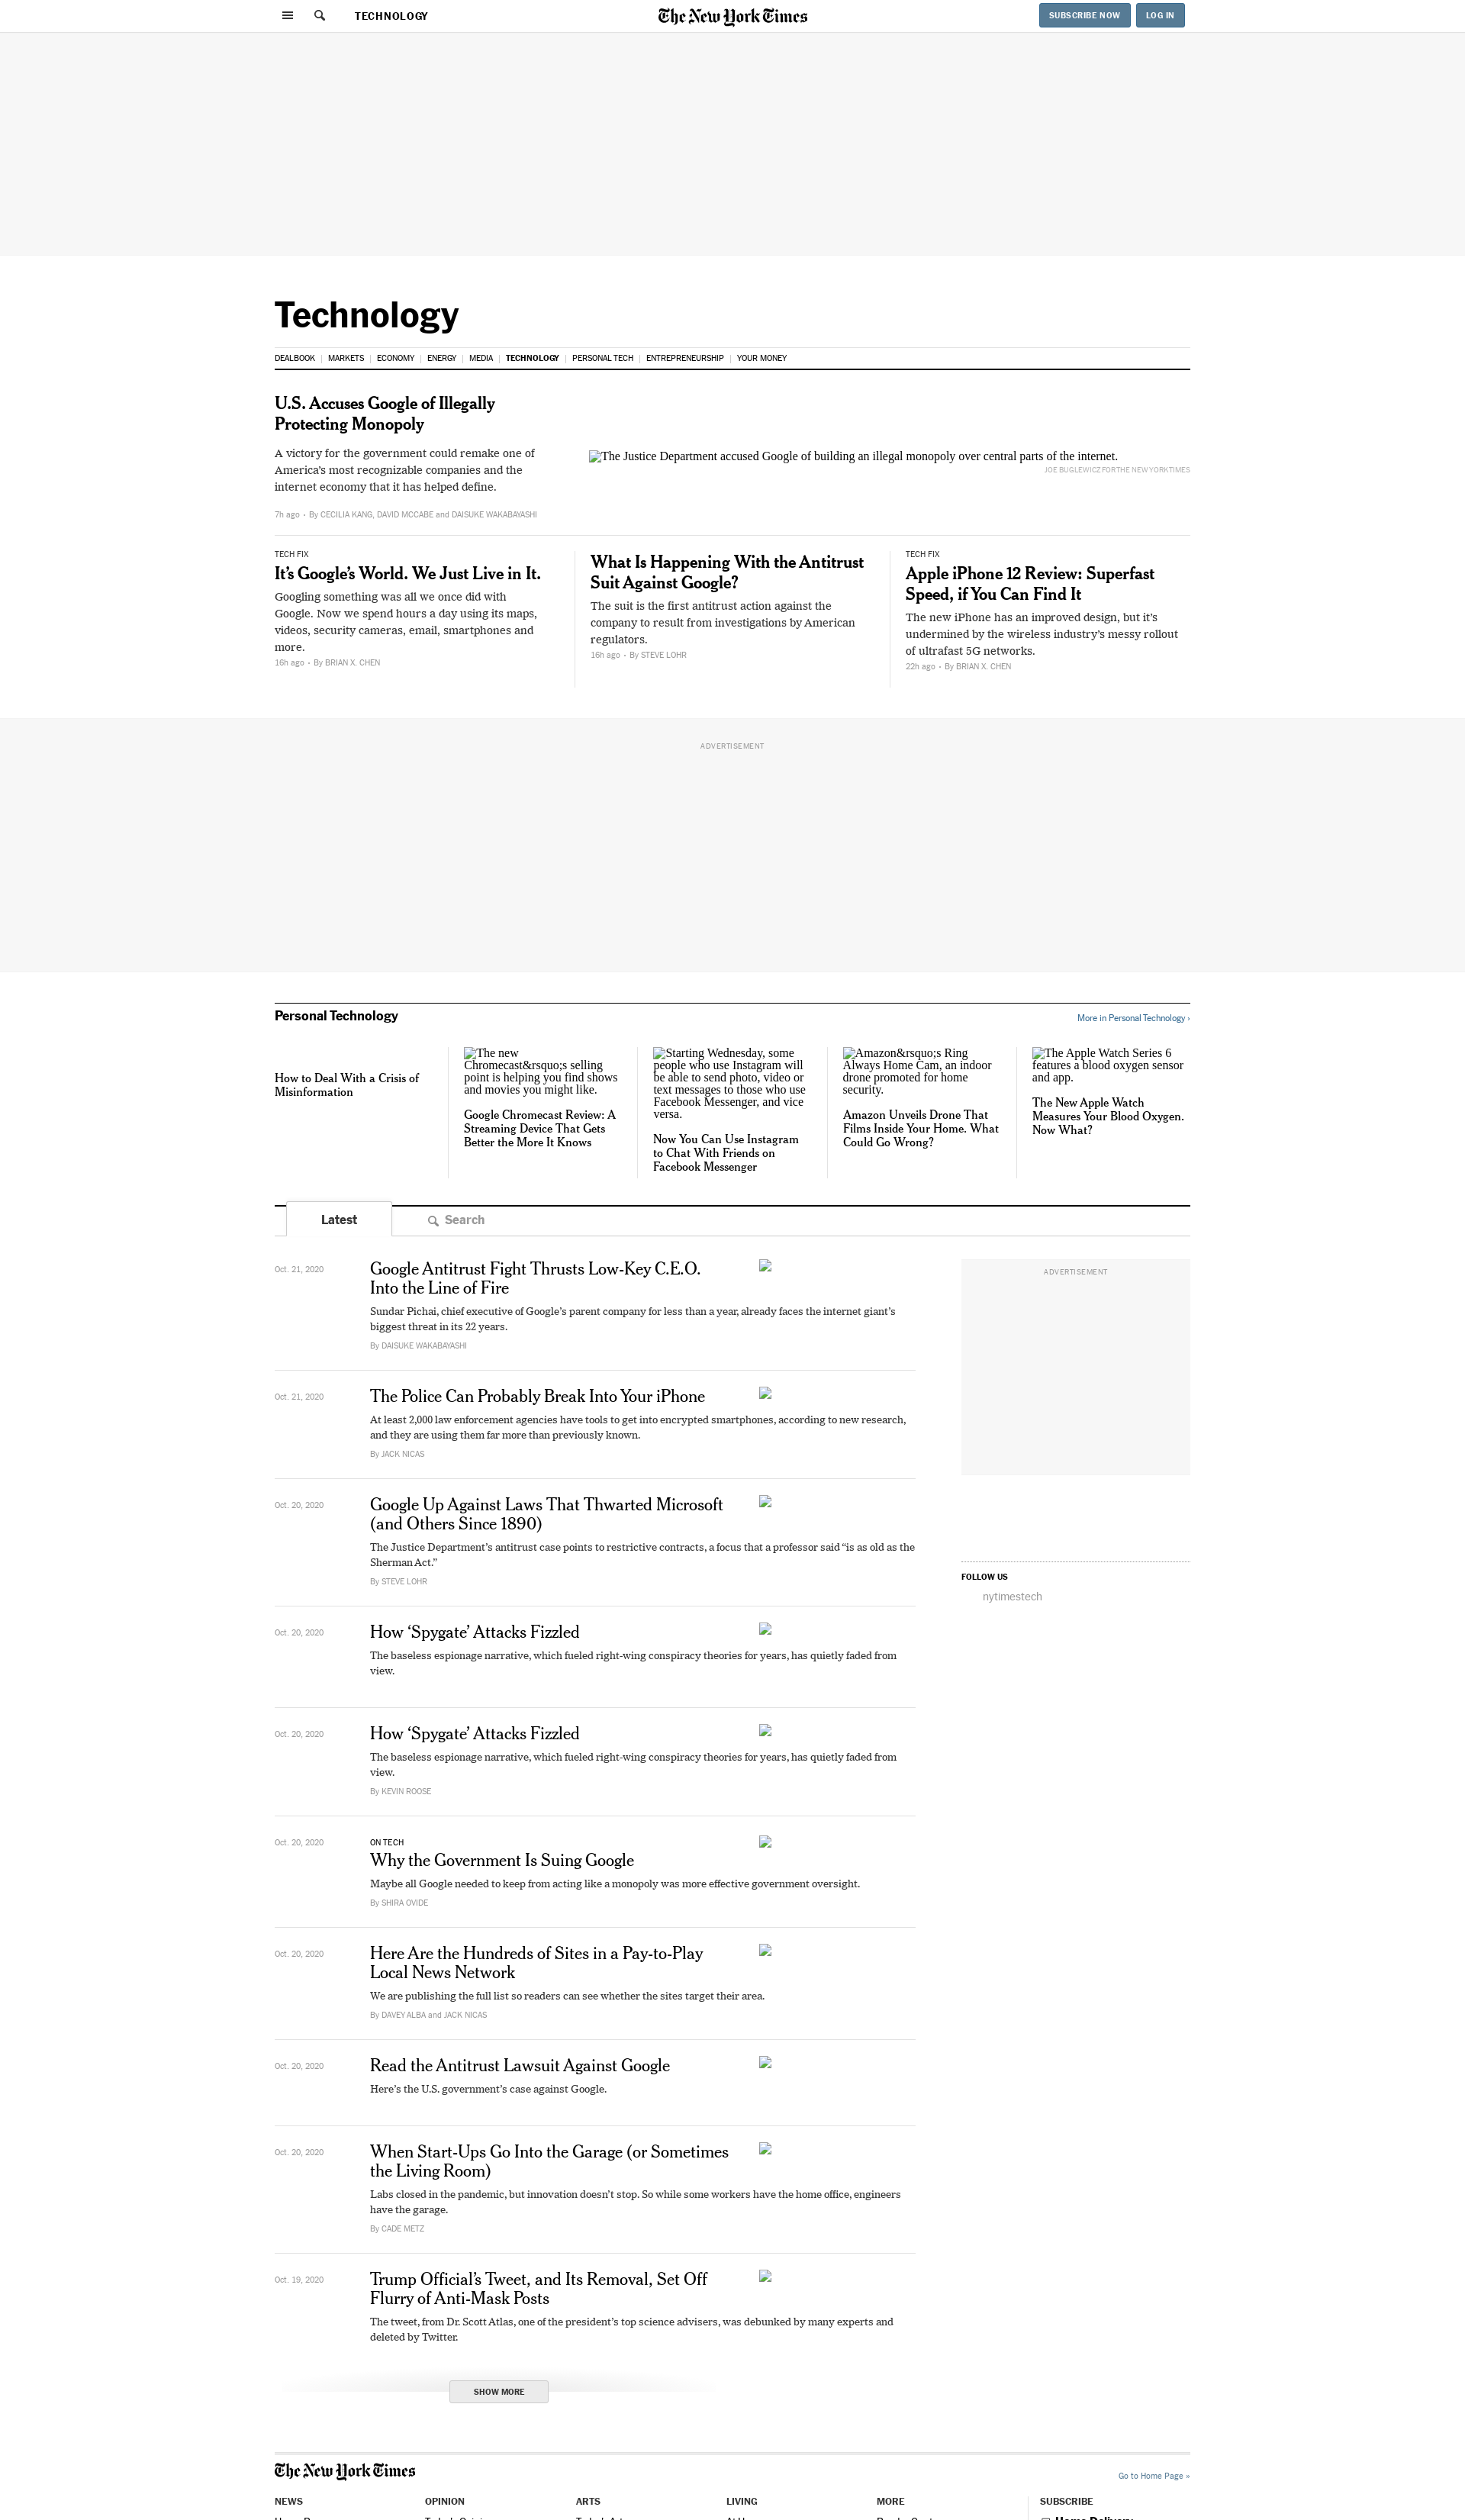 TECHNOLOGY
The New York Times
SUBSCRIBE NOW
LOG IN
Technology
DEALBOOK
MARKETS
ECONOMY
ENERGY
MEDIA
TECHNOLOGY
PERSONAL TECH
ENTREPRENEURSHIP
YOUR MONEY
U.S. Accuses Google of Illegally
Protecting Monopoly
A victory for the government could remake one of
America’s most recognizable companies and the
internet economy that it has helped define.
7h ago • By CECILIA KANG, DAVID MCCABE and DAISUKE WAKABAYASHI
The Justice Department accused Google of building an illegal monopoly over central parts of the internet.
JOE BUGLEWICZ FOR THE NEW YORK TIMES
TECH FIX
It’s Google’s World. We Just Live in It.
Googling something was all we once did with
Google. Now we spend hours a day using its maps,
videos, security cameras, email, smartphones and
more.
16h ago • By BRIAN X. CHEN
What Is Happening With the Antitrust
Suit Against Google?
The suit is the first antitrust action against the
company to result from investigations by American
regulators.
16h ago • By STEVE LOHR
TECH FIX
Apple iPhone 12 Review: Superfast
Speed, if You Can Find It
The new iPhone has an improved design, but it’s
undermined by the wireless industry’s messy rollout
of ultrafast 5G networks.
22h ago • By BRIAN X. CHEN
ADVERTISEMENT
Personal Technology
More in Personal Technology ›
How to Deal With a Crisis of
Misinformation
The new
Chromecast&rsquo;s selling
point is helping you find shows
and movies you might like.
Google Chromecast Review: A
Streaming Device That Gets
Better the More It Knows
Starting Wednesday, some
people who use Instagram will
be able to send photo, video or
text messages to those who use
Facebook Messenger, and vice
versa.
Now You Can Use Instagram
to Chat With Friends on
Facebook Messenger
Amazon&rsquo;s Ring
Always Home Cam, an indoor
drone promoted for home
security.
Amazon Unveils Drone That
Films Inside Your Home. What
Could Go Wrong?
The Apple Watch Series 6
features a blood oxygen sensor
and app.
The New Apple Watch
Measures Your Blood Oxygen.
Now What?
Latest
Search
Oct. 21, 2020
Google Antitrust Fight Thrusts Low-Key C.E.O.
Into the Line of Fire
Sundar Pichai, chief executive of Google’s parent company for less than a year, already faces the internet giant’s
biggest threat in its 22 years.
By DAISUKE WAKABAYASHI
ADVERTISEMENT
Oct. 21, 2020
The Police Can Probably Break Into Your iPhone
At least 2,000 law enforcement agencies have tools to get into encrypted smartphones, according to new research,
and they are using them far more than previously known.
By JACK NICAS
Oct. 20, 2020
Google Up Against Laws That Thwarted Microsoft
(and Others Since 1890)
The Justice Department’s antitrust case points to restrictive contracts, a focus that a professor said “is as old as the
Sherman Act.”
By STEVE LOHR
FOLLOW US
nytimestech
Oct. 20, 2020
How ‘Spygate’ Attacks Fizzled
The baseless espionage narrative, which fueled right-wing conspiracy theories for years, has quietly faded from
view.
Oct. 20, 2020
How ‘Spygate’ Attacks Fizzled
The baseless espionage narrative, which fueled right-wing conspiracy theories for years, has quietly faded from
view.
By KEVIN ROOSE
Oct. 20, 2020
ON TECH
Why the Government Is Suing Google
Maybe all Google needed to keep from acting like a monopoly was more effective government oversight.
By SHIRA OVIDE
Oct. 20, 2020
Here Are the Hundreds of Sites in a Pay-to-Play
Local News Network
We are publishing the full list so readers can see whether the sites target their area.
By DAVEY ALBA and JACK NICAS
Oct. 20, 2020
Read the Antitrust Lawsuit Against Google
Here’s the U.S. government’s case against Google.
Oct. 20, 2020
When Start-Ups Go Into the Garage (or Sometimes
the Living Room)
Labs closed in the pandemic, but innovation doesn’t stop. So while some workers have the home office, engineers
have the garage.
By CADE METZ
Oct. 19, 2020
Trump Official’s Tweet, and Its Removal, Set Off
Flurry of Anti-Mask Posts
The tweet, from Dr. Scott Atlas, one of the president’s top science advisers, was debunked by many experts and
deleted by Twitter.
SHOW MORE
The New York Times
Go to Home Page »
NEWS
OPINION
ARTS
LIVING
MORE
SUBSCRIBE